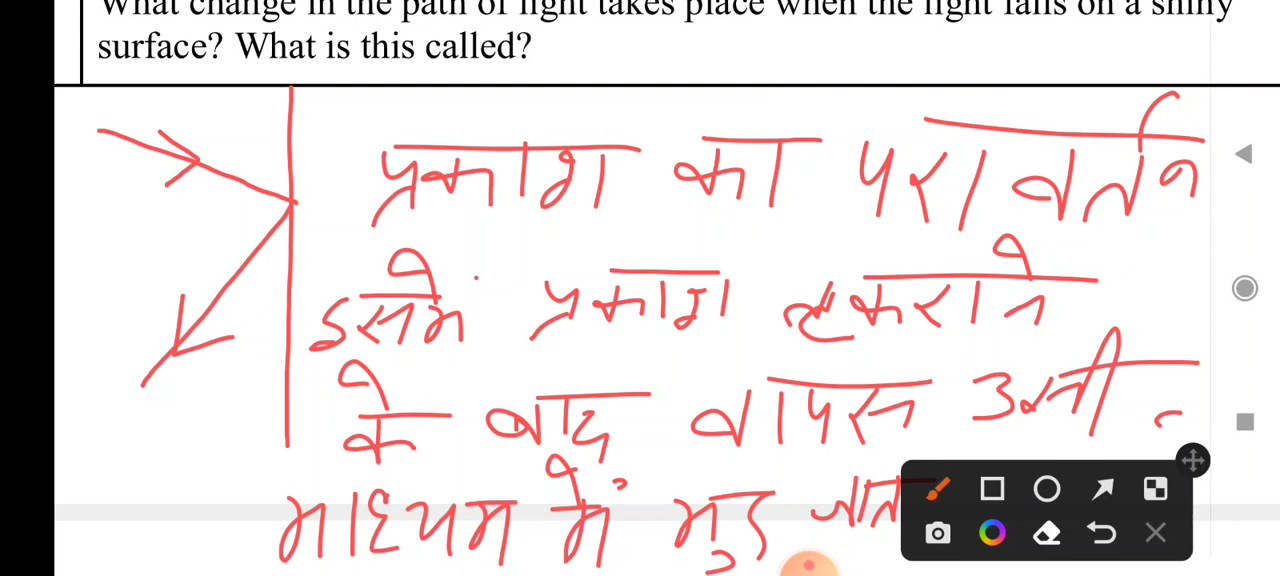 What change in the path of light takes place when the light falls on a shiny
surface? What is this called?
प्रकाश का परावर्तन
इसमे प्रकाश टकराने
के बाद वापस उसी
माध्यम में मुड़ जात